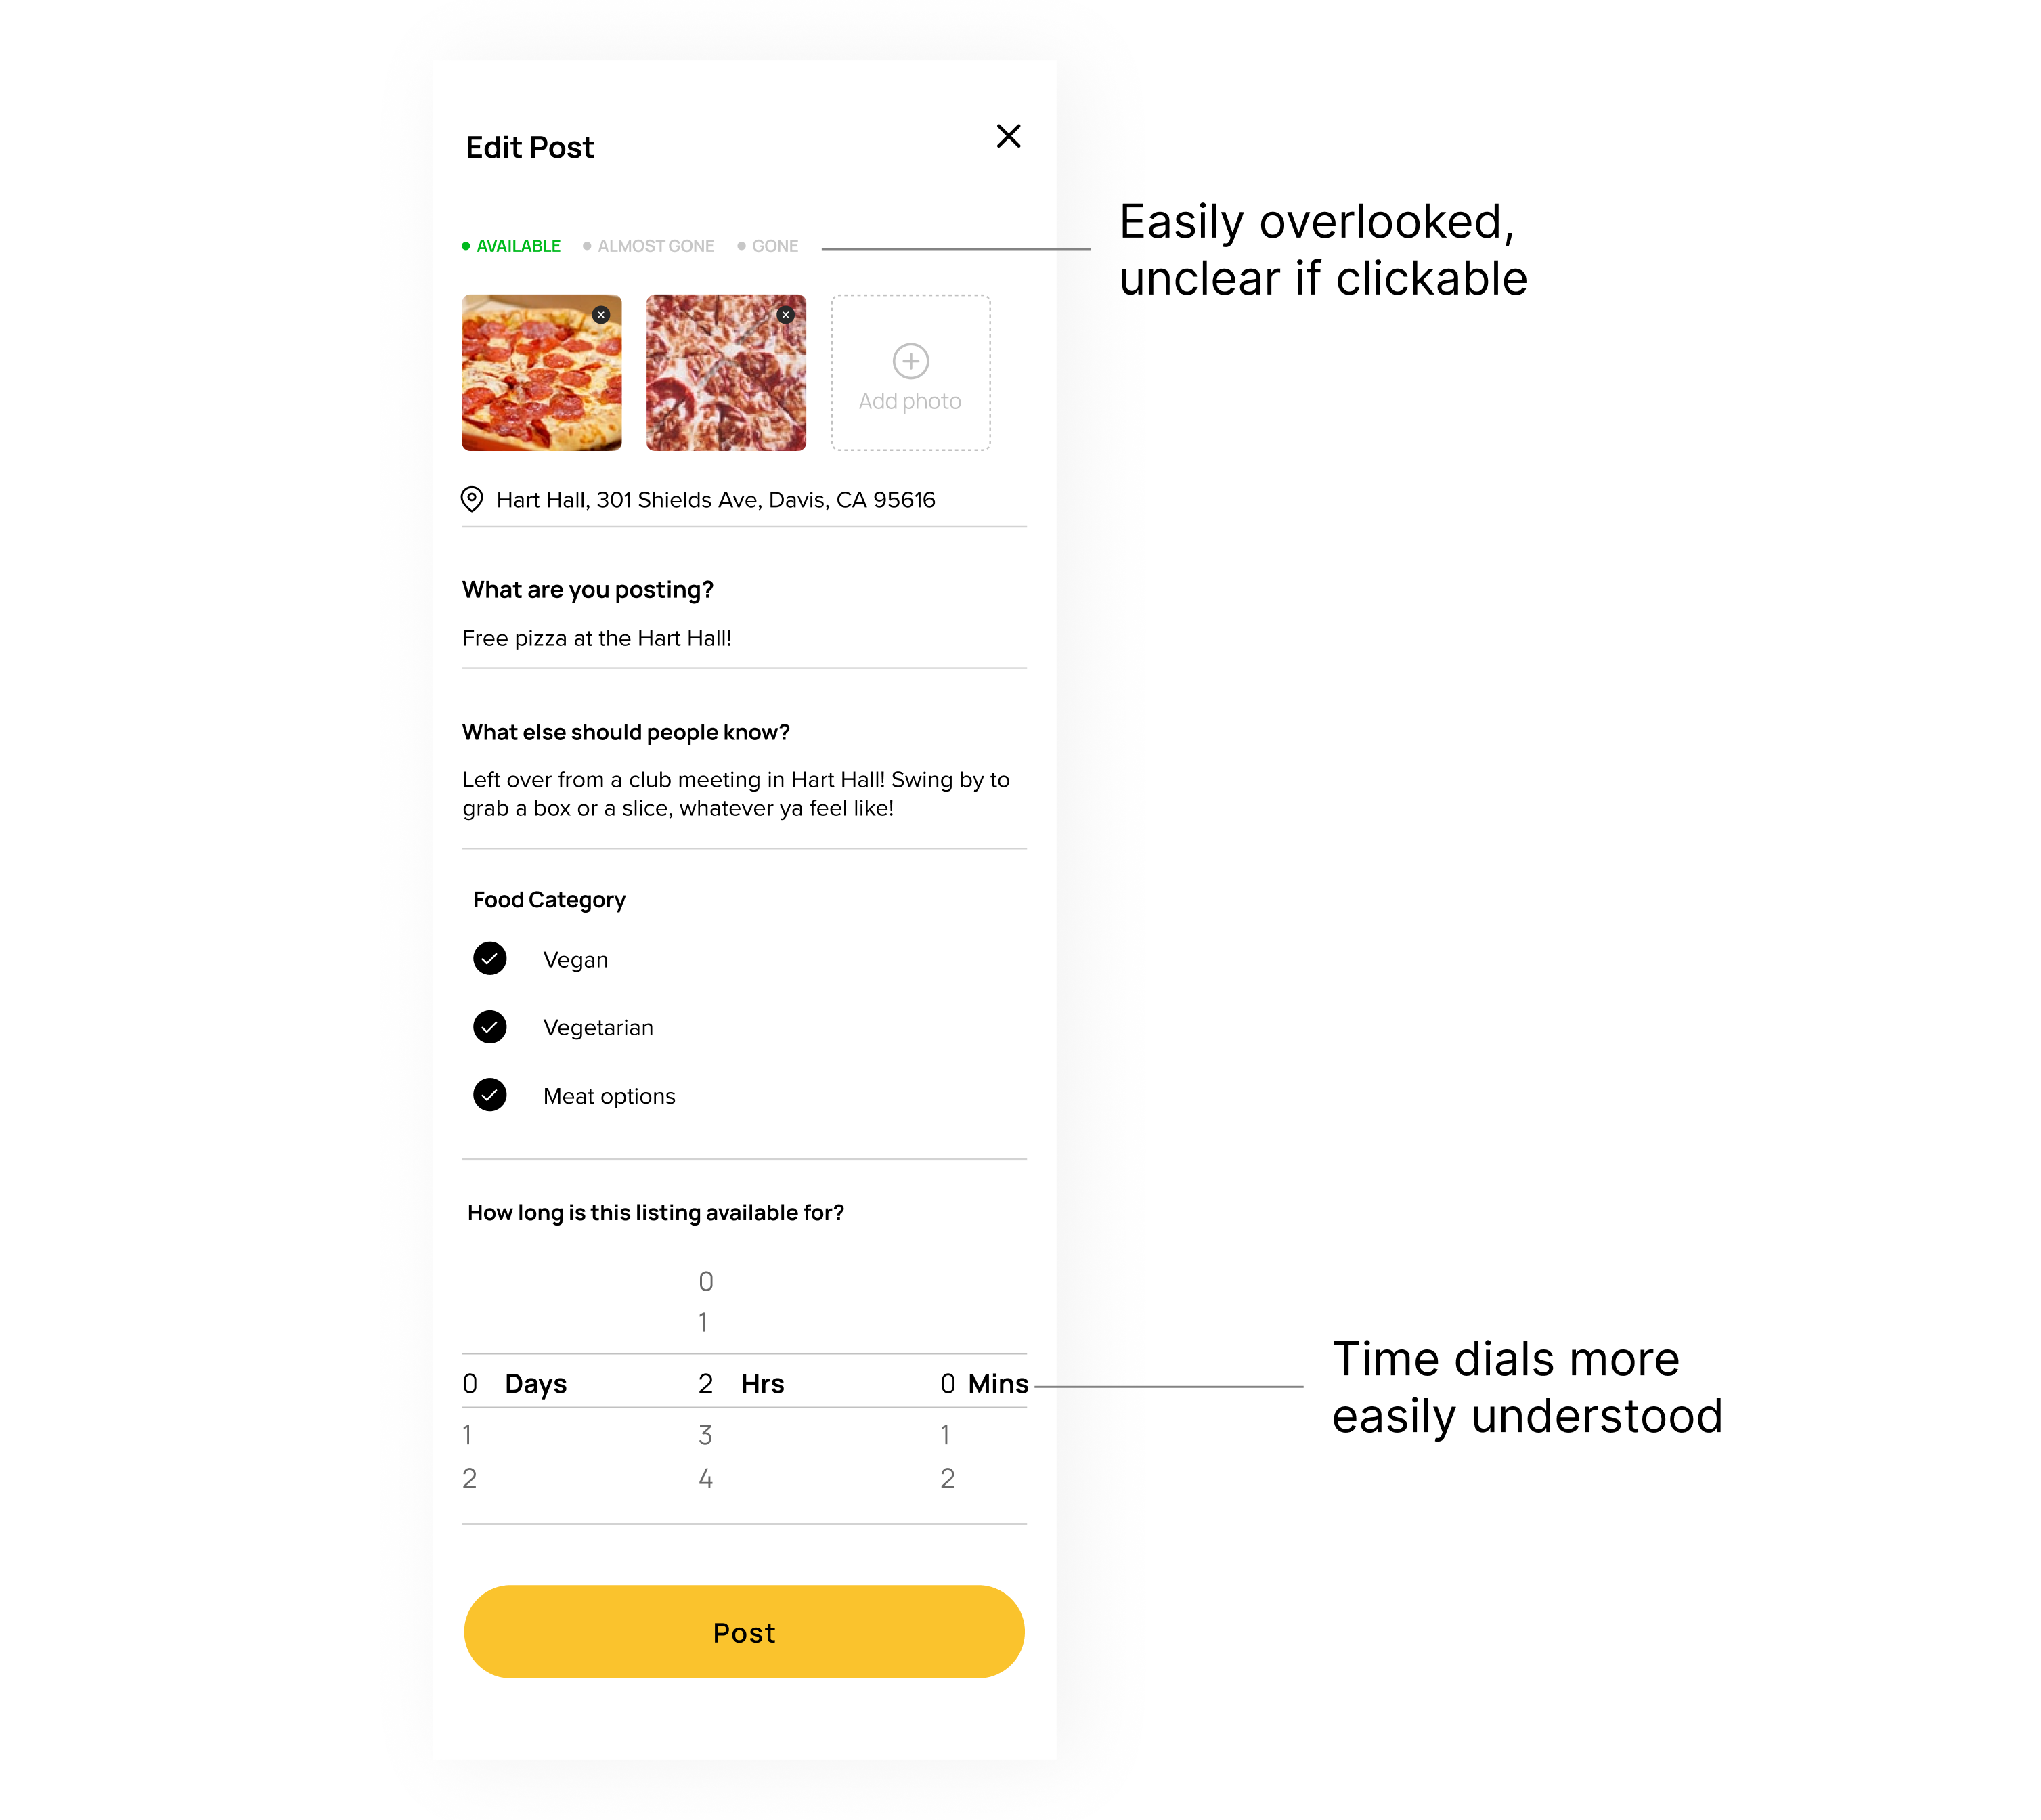 Edit Post
AVAILABLE ALMOST GONE GONE
Easily overlooked,
unclear if clickable
Add photo
Hart Hall, 301 Shields Ave, Davis, CA 95616
What are you posting?
Free pizza at the Hart Hall!
What else should people know?
Left over from a club meeting in Hart Hall! Swing by to
grab a box or a slice, whatever ya feel like!
Food Category
Vegan
Vegetarian
Meat options
How long is this listing available for?
0
1
0 Days 2 Hrs 0 Mins
1 3 1
2 4 2
Time dials more
easily understood
Post